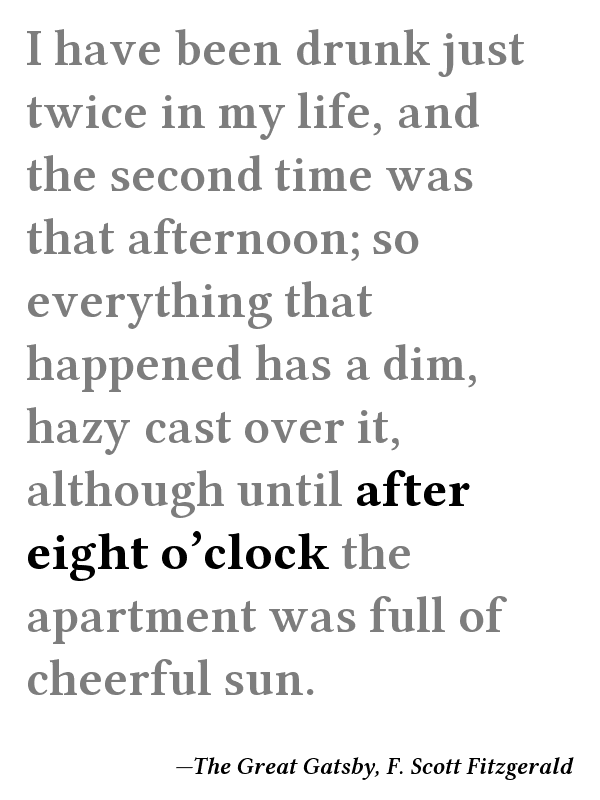 I have been drunk just
twice in my life, and
the second time was
that afternoon; so
everything that
happened has a dim,
hazy cast over it,
although until after
eight o’clock the
apartment was full of
cheerful sun.
—The Great Gatsby, F. Scott Fitzgerald